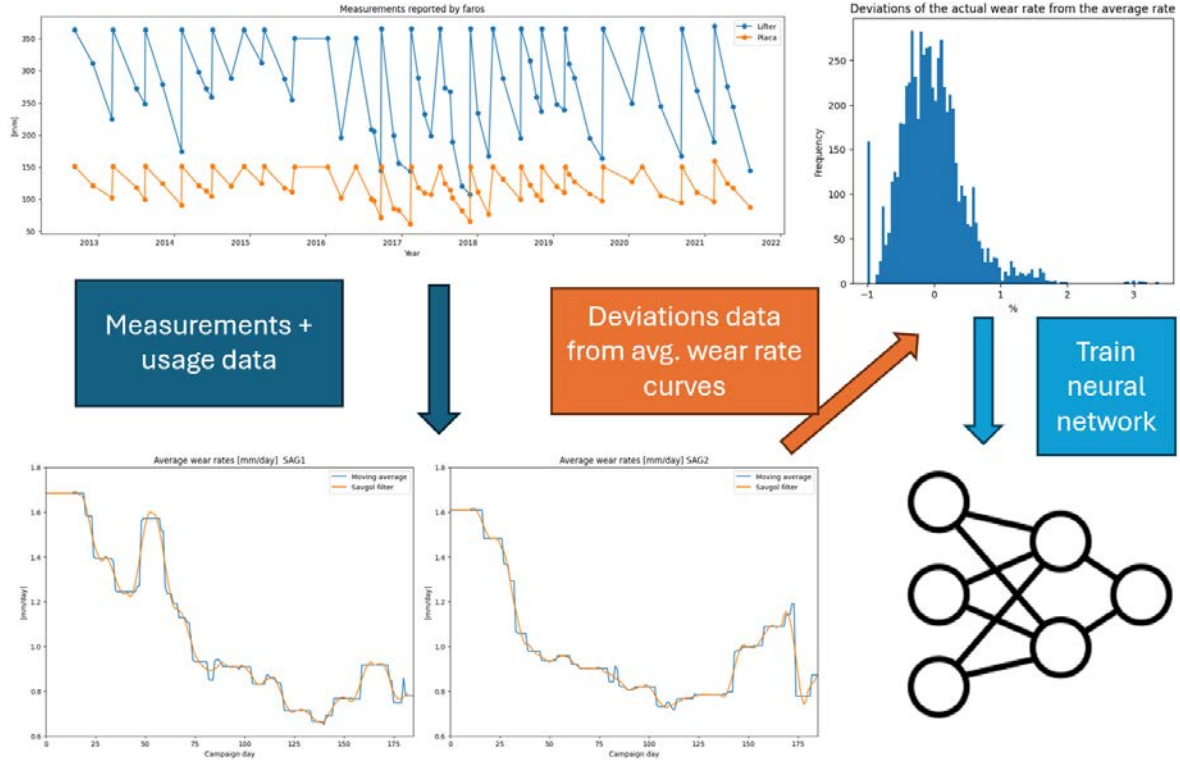 Measurements reported by faros
Lifter
Placa
350
300
250
200
150
100
50
[mm]
2013 2014 2015 2016 2017 2018 2019 2020 2021 2022
Year
Deviations of the actual wear rate from the average rate
250
200
150
100
50
0
Frequency
-1 0 1 2 3
%
Measurements +
usage data
Deviations data
from avg. wear rate
curves
Train
neural
network
Average wear rates [mm/day] SAG1
Moving average
Savgol filter
1.8
1.6
1.4
1.2
1.0
0.8
0.6
[mm/day]
0 25 50 75 100 125 150 175
Campaign day
Average wear rates [mm/day] SAG2
Moving average
Savgol filter
1.8
1.6
1.4
1.2
1.0
0.8
0.6
[mm/day]
0 25 50 75 100 125 150 175
Campaign day